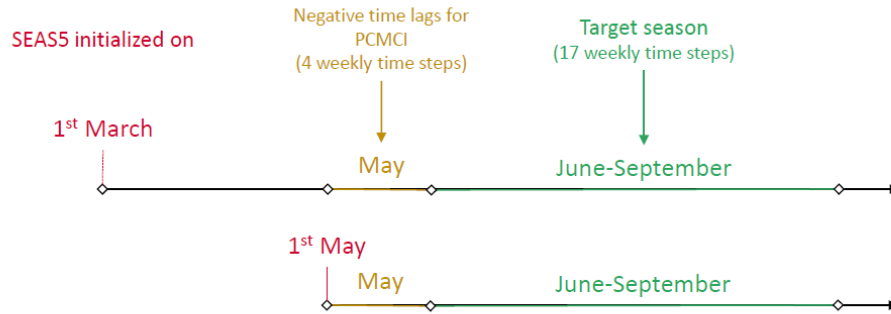 Negative time lags for
PCMCI
(4 weekly time steps)
Target season
(17 weekly time steps)
SEAS5 initialized on
1st March
May
June-September
1st May
May
June-September